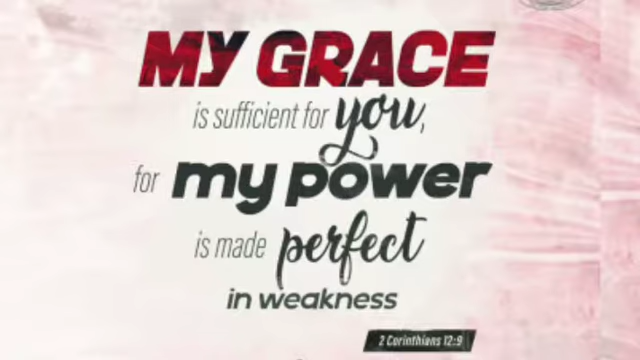 MY GRACE
is sufficient for you,
for my power
is made perfect
in weakness
2 Corinthians 12:9